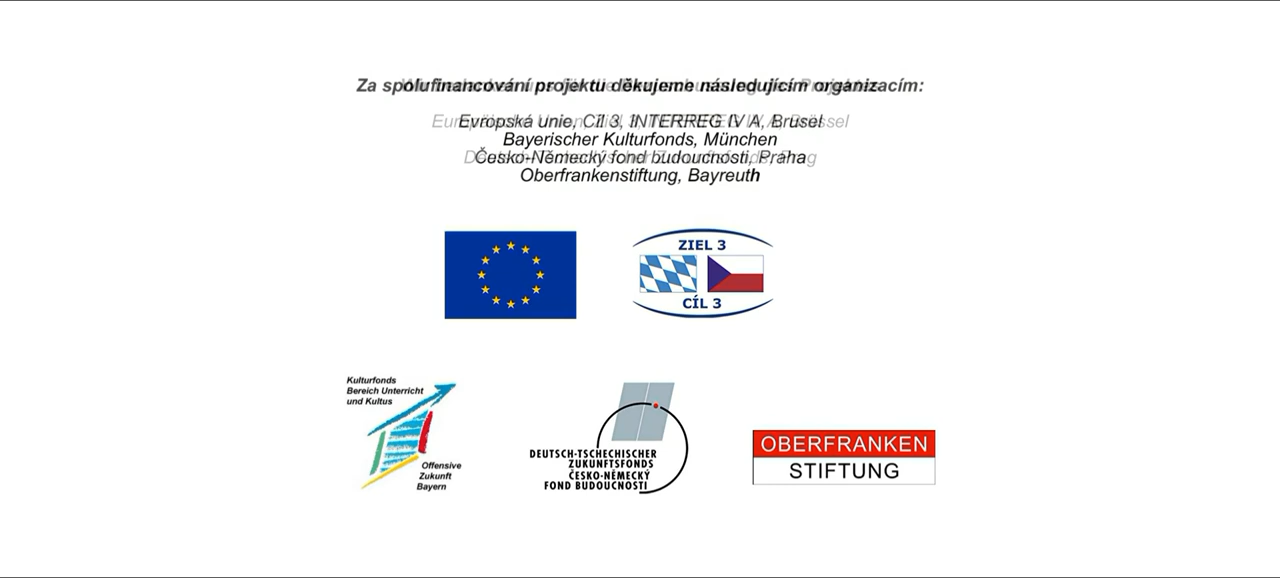 Za spolufinancování projektu děkujeme následujícím organizacím:
Evropská unie, Cíl 3, INTERREG IV A, Brusel
Bayerischer Kulturfonds, München
Česko-Německý fond budoucnosti, Praha
Oberfrankenstiftung, Bayreuth
ZIEL 3
CÍL 3
Kulturfonds
Bereich Unterricht
und Kultus
Offensive
Zukunft
Bayern
DEUTSCH-TSCHECHISCHER
ZUKUNFTSFONDS
ČESKO-NĚMECKÝ
FOND BUDOUCNOSTI
OBERFRANKEN
STIFTUNG